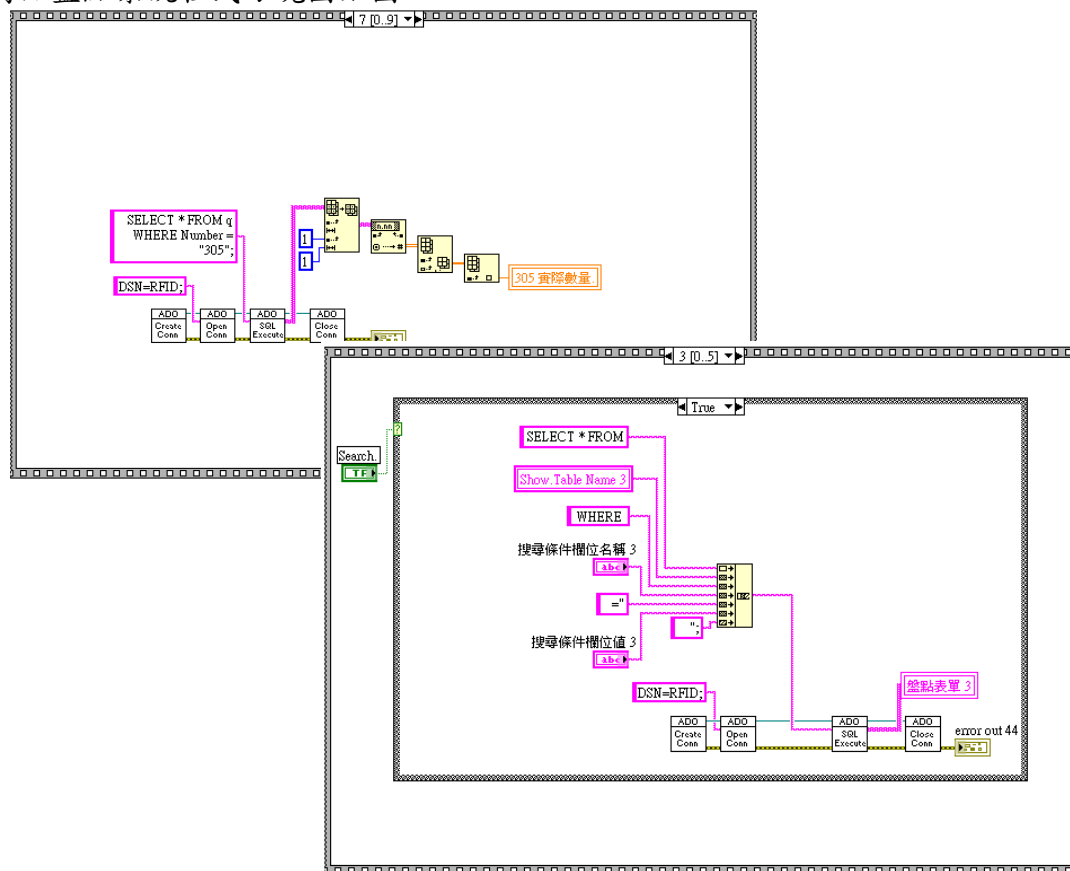 7 [0..9]
SELECT * FROM q
WHERE Number =
"305";
1
1
n.nn
305 實際數量.
DSN=RFID;
ADO
Create
Conn
ADO
Open
Conn
ADO
SQL
Execute
ADO
Close
Conn
3 [0..5]
True
?
Search.
TF
SELECT * FROM
Show.Table Name 3
WHERE
搜尋條件欄位名稱 3
abc
="
";
搜尋條件欄位值 3
abc
盤點表單 3
DSN=RFID;
ADO
Create
Conn
ADO
Open
Conn
ADO
SQL
Execute
ADO
Close
Conn
error out 44